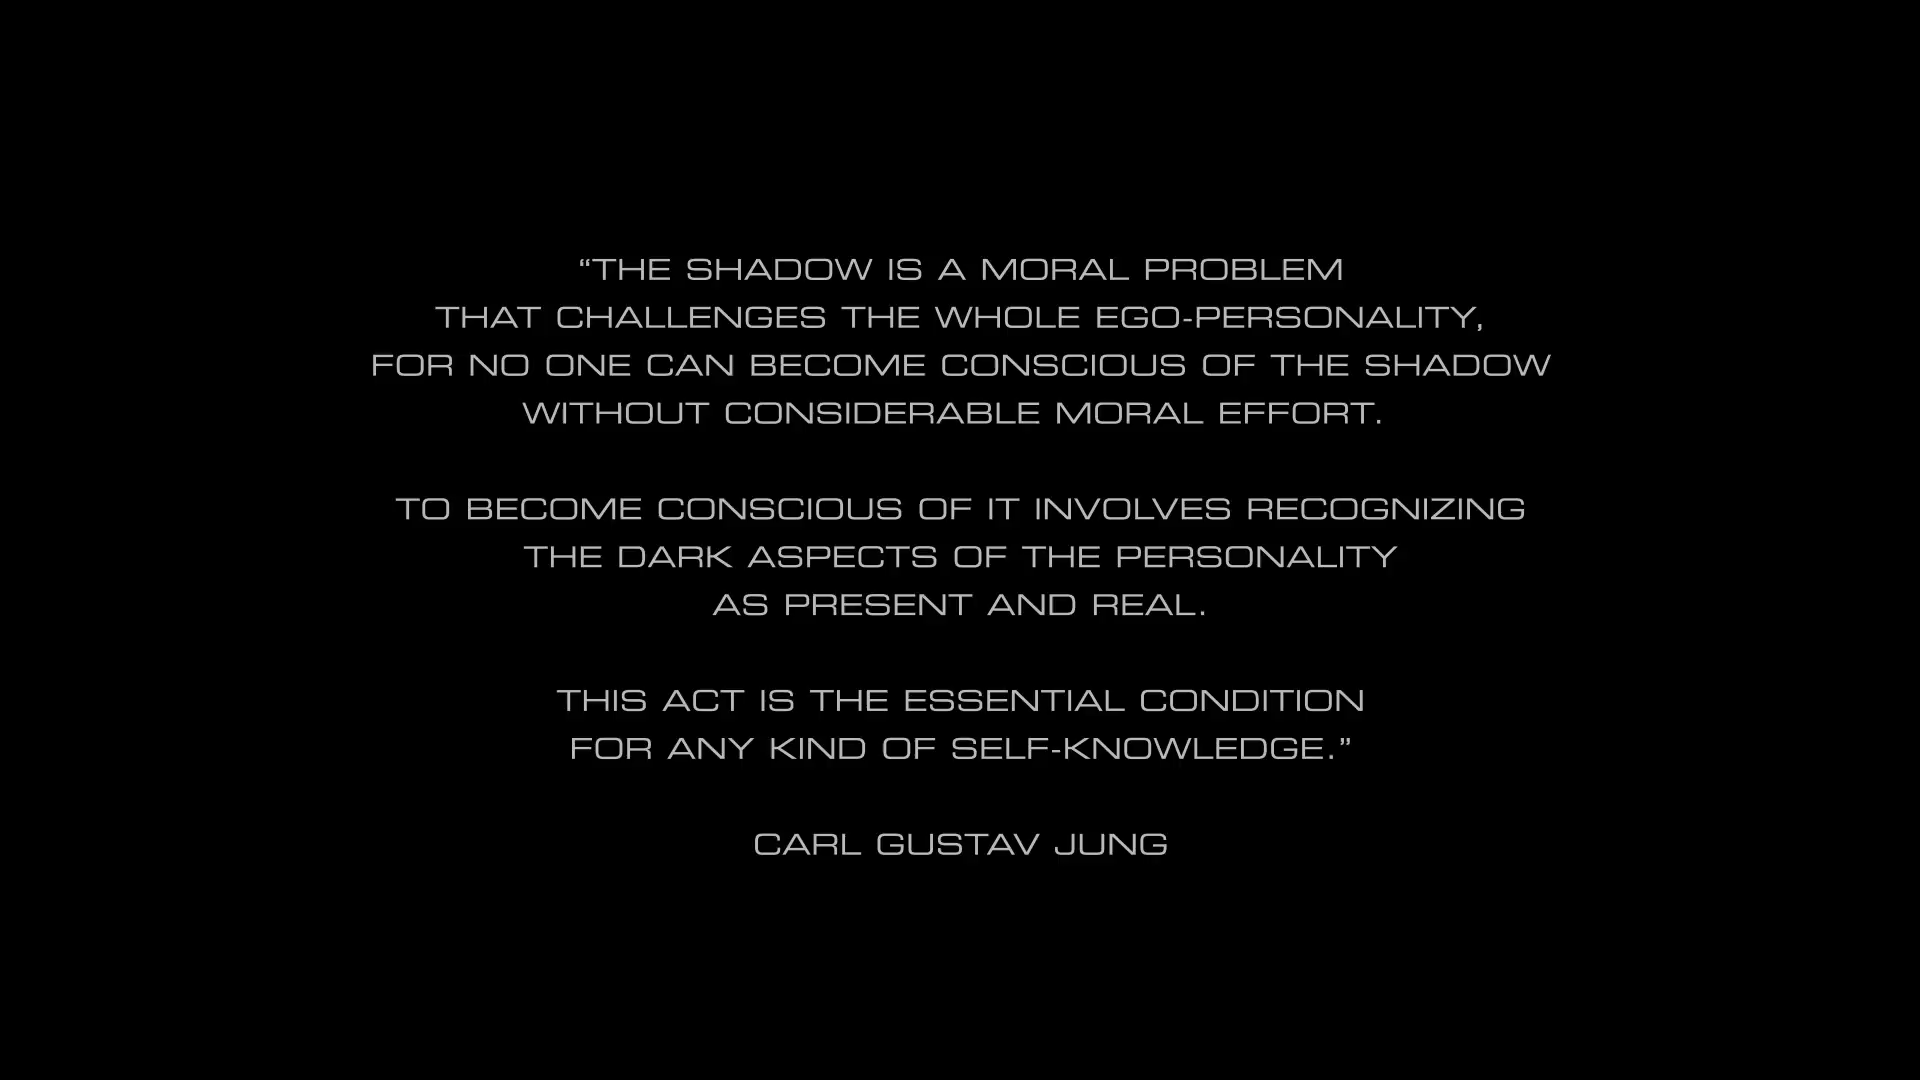 “THE SHADOW IS A MORAL PROBLEM
THAT CHALLENGES THE WHOLE EGO-PERSONALITY,
FOR NO ONE CAN BECOME CONSCIOUS OF THE SHADOW
WITHOUT CONSIDERABLE MORAL EFFORT.
TO BECOME CONSCIOUS OF IT INVOLVES RECOGNIZING
THE DARK ASPECTS OF THE PERSONALITY
AS PRESENT AND REAL.
THIS ACT IS THE ESSENTIAL CONDITION
FOR ANY KIND OF SELF-KNOWLEDGE.”
CARL GUSTAV JUNG